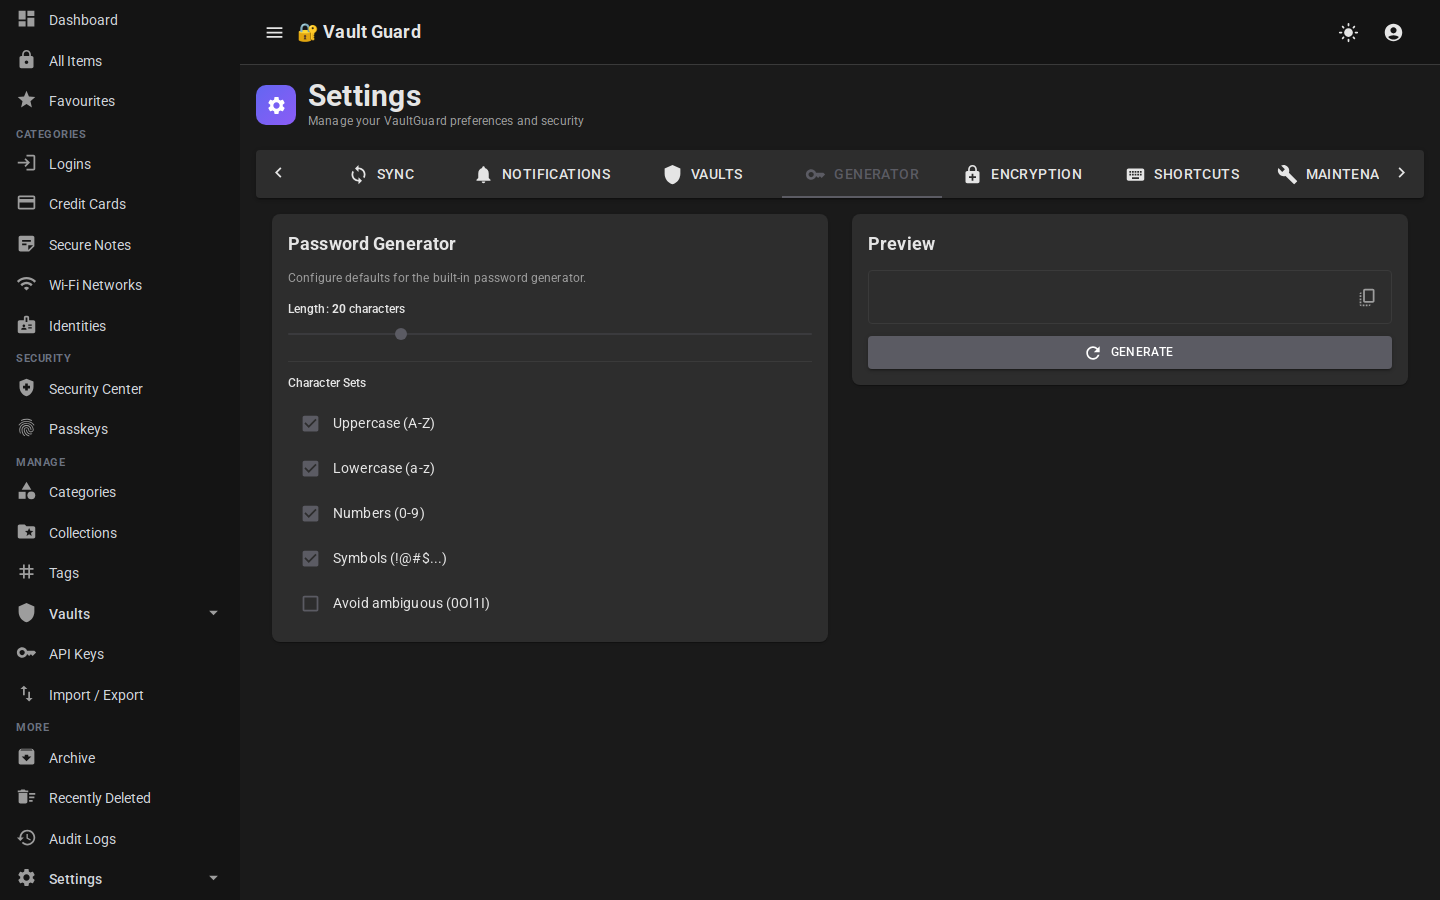 Dashboard
All Items
Favourites
CATEGORIES
Logins
Credit Cards
Secure Notes
Wi-Fi Networks
Identities
SECURITY
Security Center
Passkeys
MANAGE
Categories
Collections
Tags
Vaults
API Keys
Import / Export
MORE
Archive
Recently Deleted
Audit Logs
Settings
Vault Guard
Settings
Manage your VaultGuard preferences and security
SYNC
NOTIFICATIONS
VAULTS
GENERATOR
ENCRYPTION
SHORTCUTS
MAINTENA
Password Generator
Configure defaults for the built-in password generator.
Length: 20 characters
Character Sets
Uppercase (A-Z)
Lowercase (a-z)
Numbers (0-9)
Symbols (!@#$...)
Avoid ambiguous (0Ol1I)
Preview
GENERATE